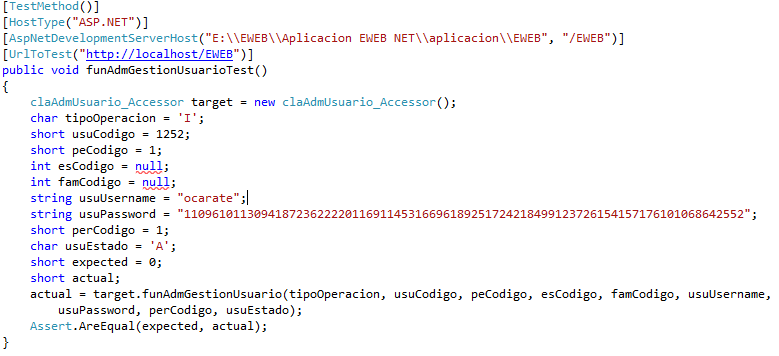 [TestMethod()]
[HostType("ASP.NET")]
[AspNetDevelopmentServerHost("E:\\EWEB\\Aplicacion EWEB NET\\aplicacion\\EWEB", "/EWEB")]
[UrlToTest("http://localhost/EWEB")]
public void funAdmGestionUsuarioTest()
{
    claAdmUsuario_Accessor target = new claAdmUsuario_Accessor();
    char tipoOperacion = 'I';
    short usuCodigo = 1252;
    short peCodigo = 1;
    int esCodigo = null;
    int famCodigo = null;
    string usuUsername = "ocarate";
    string usuPassword = "11096101130941872362222011691145316696189251724218499123726154157176101068642552";
    short perCodigo = 1;
    char usuEstado = 'A';
    short expected = 0;
    short actual;
    actual = target.funAdmGestionUsuario(tipoOperacion, usuCodigo, peCodigo, esCodigo, famCodigo, usuUsername,
        usuPassword, perCodigo, usuEstado);
    Assert.AreEqual(expected, actual);
}